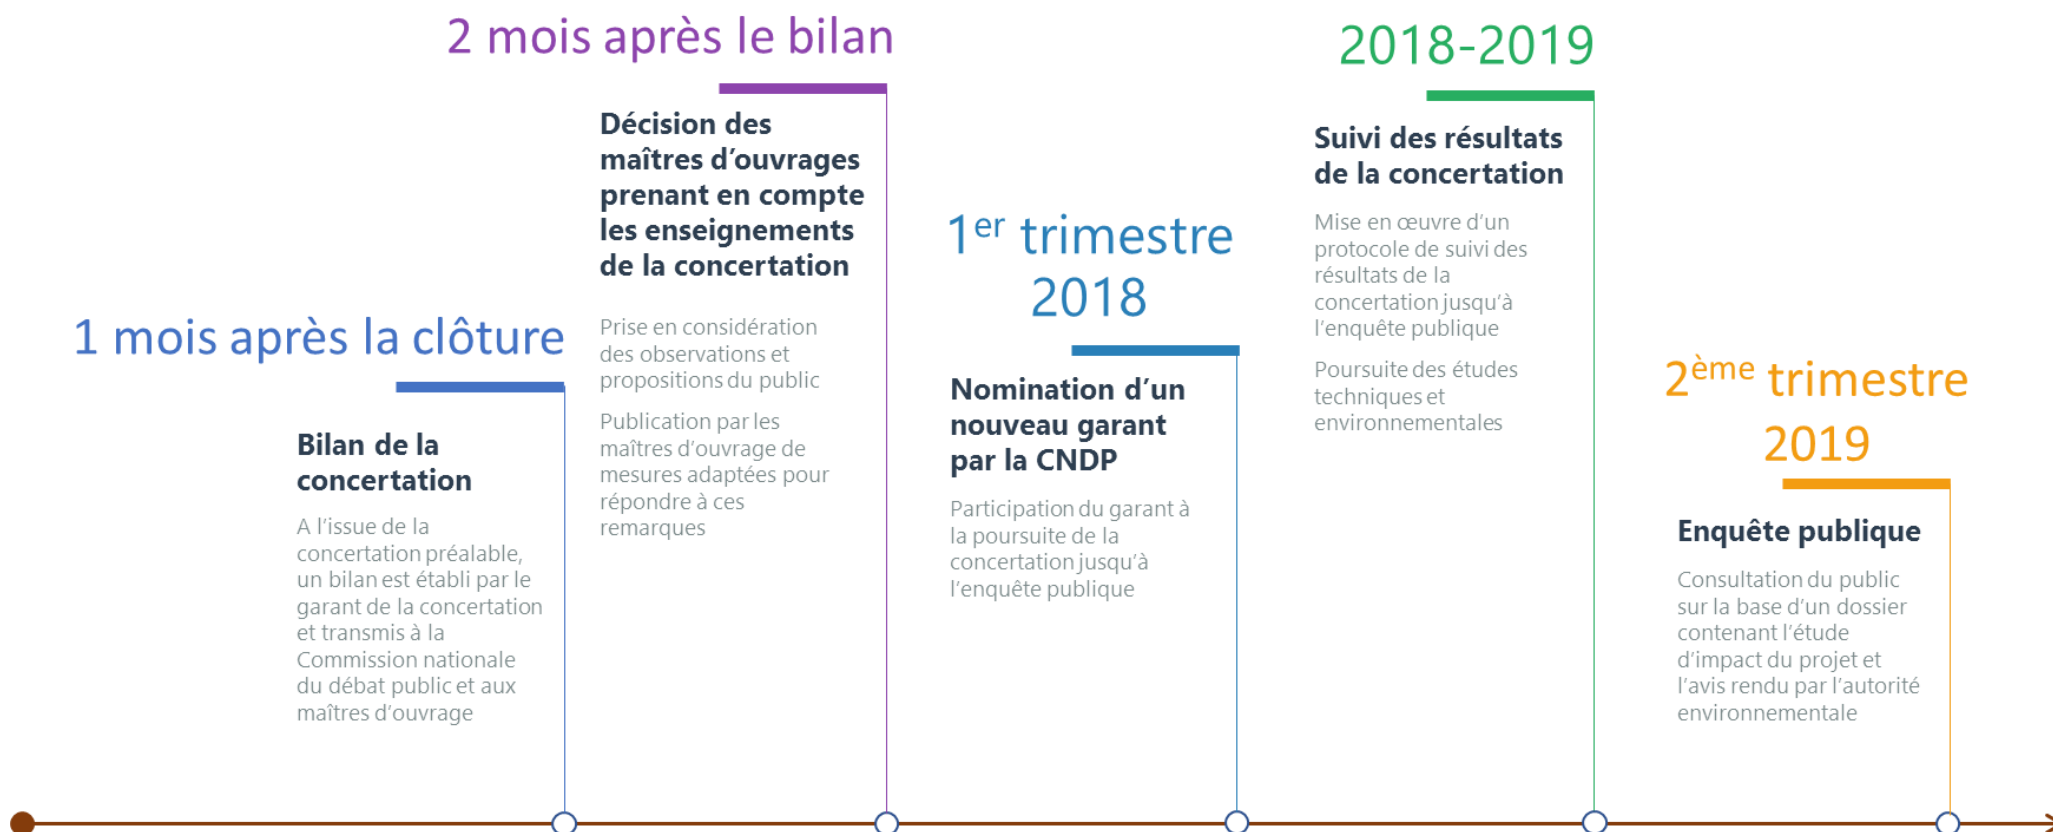 1 mois après la clôture
Bilan de la
concertation
A l'issue de la
concertation préalable,
un bilan est établi par le
garant de la concertation
et transmis à la
Commission nationale
du débat public et aux
maîtres d'ouvrage
2 mois après le bilan
Décision des
maîtres d'ouvrages
prenant en compte
les enseignements
de la concertation
Prise en considération
des observations et
propositions du public
Publication par les
maîtres d'ouvrage de
mesures adaptées pour
répondre à ces
remarques
1er trimestre
2018
Nomination d'un
nouveau garant
par la CNDP
Participation du garant à
la poursuite de la
concertation jusqu'à
l'enquête publique
2018-2019
Suivi des résultats
de la concertation
Mise en œuvre d'un
protocole de suivi des
résultats de la
concertation jusqu'à
l'enquête publique
Poursuite des études
techniques et
environnementales
2ème trimestre
2019
Enquête publique
Consultation du public
sur la base d'un dossier
contenant l'étude
d'impact du projet et
l'avis rendu par l'autorité
environnementale